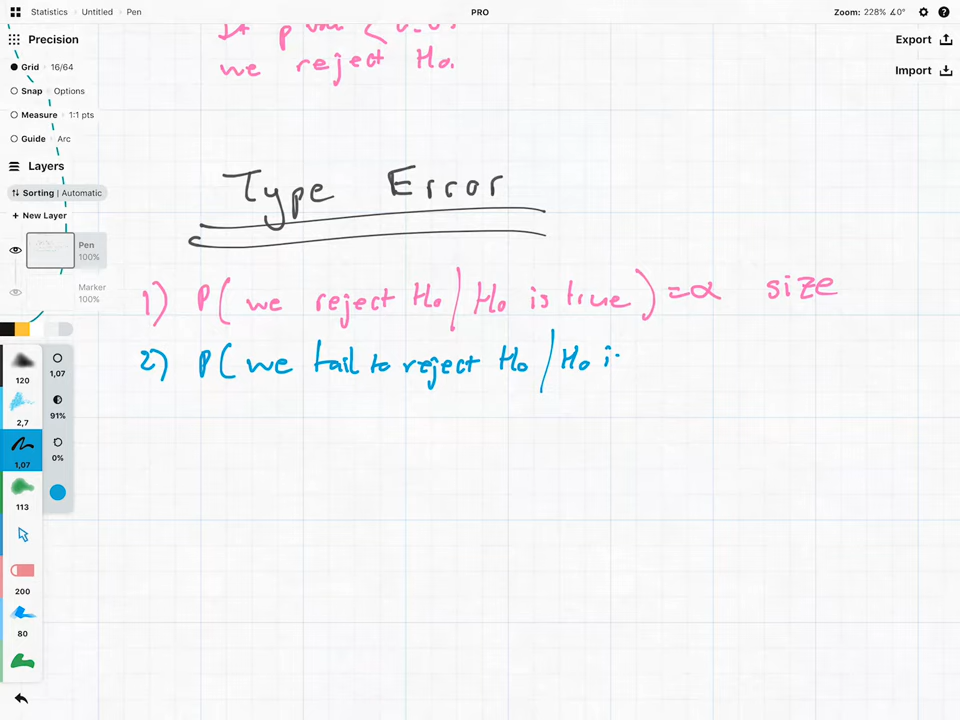 Statistics › Untitled › Pen
PRO
Zoom: 228% ∠0°
Precision
Grid · 16/64
Snap · Options
Measure · 1:1 pts
Guide · Arc
Layers
Sorting | Automatic
+ New Layer
Pen
100%
Marker
100%
120
2,7
1,07
113
200
80
1,07
91%
0%
Export
Import
If p
we reject Ho.
Type Error
1) P( we reject Ho / Ho is true ) = α size
2) P( we fail to reject Ho / Ho i